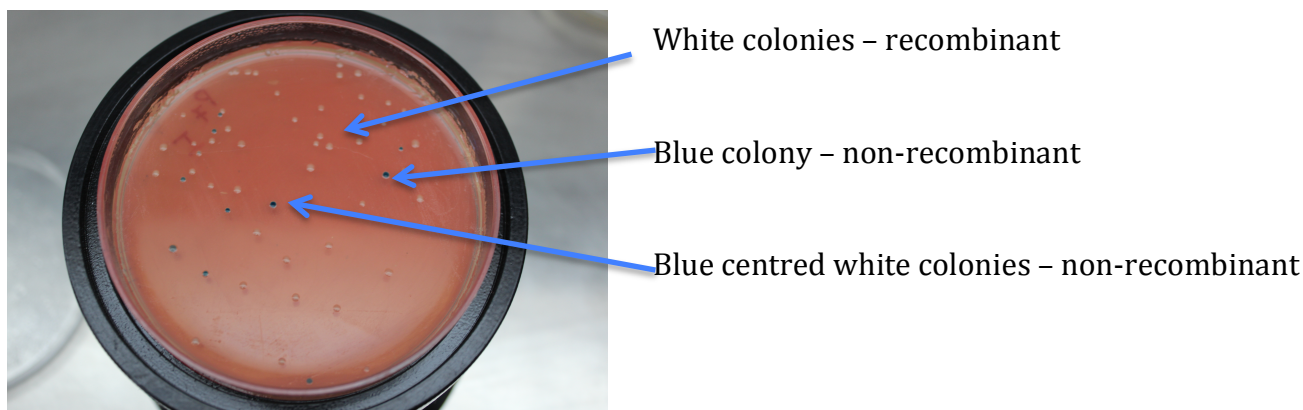 White colonies – recombinant
Blue colony – non-recombinant
Blue centred white colonies – non-recombinant